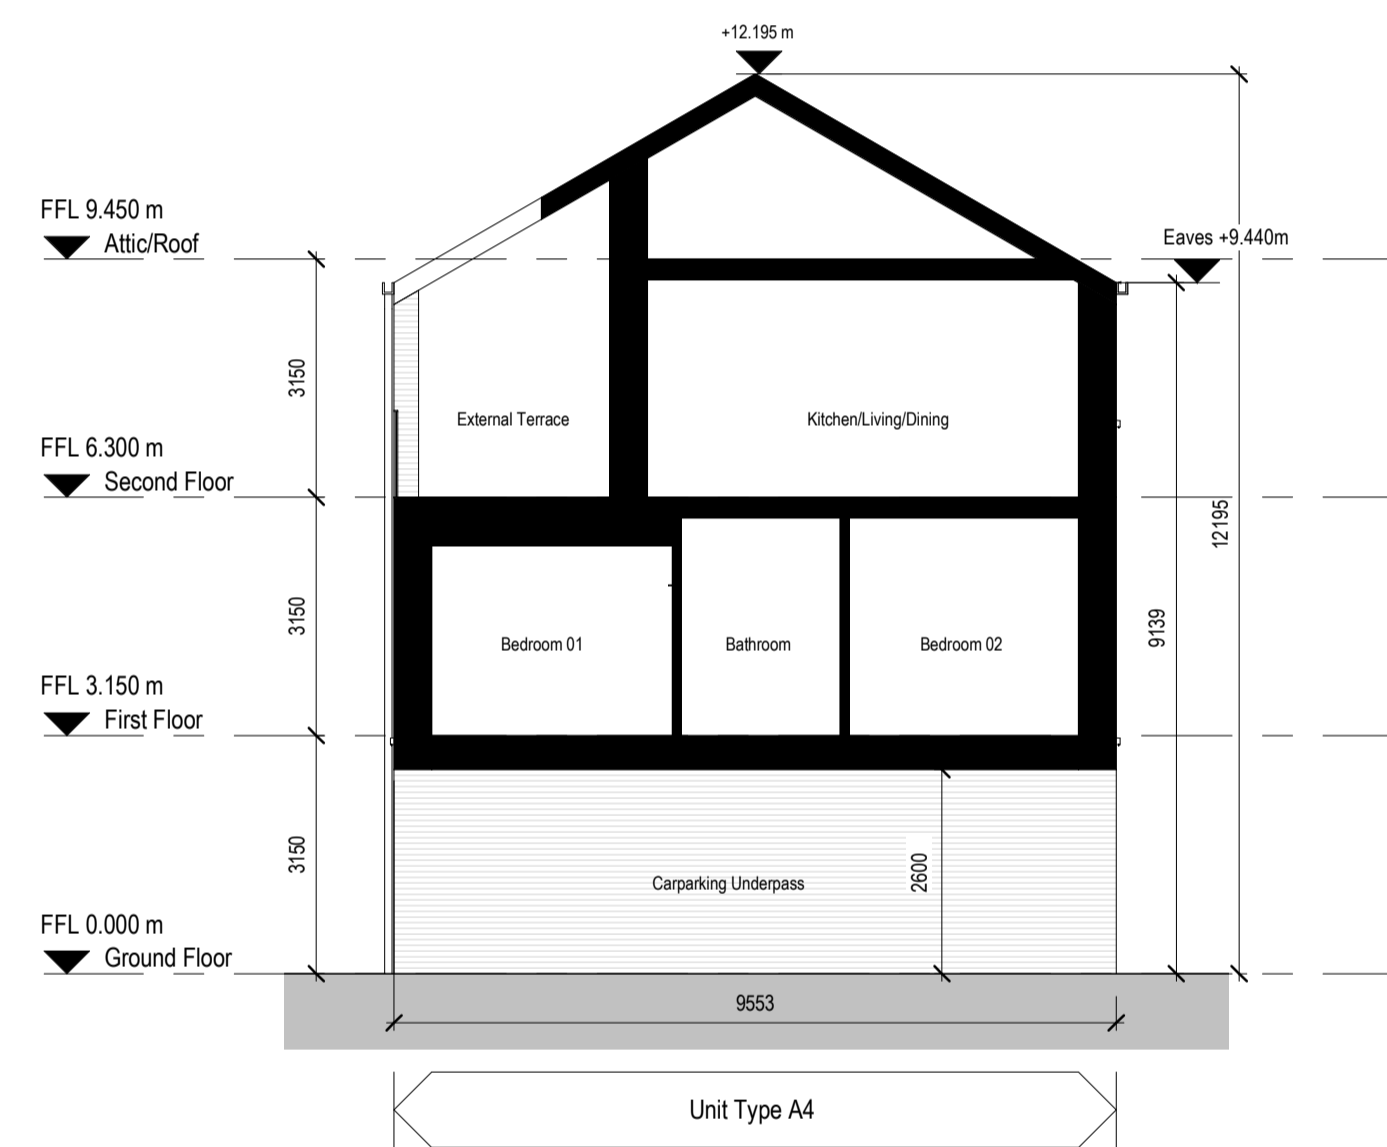 +12.195 m
FFL 9.450 m
Attic/Roof
Eaves +9.440m
3150
External Terrace
Kitchen/Living/Dining
FFL 6.300 m
Second Floor
12195
3150
Bedroom 01
Bathroom
Bedroom 02
9139
FFL 3.150 m
First Floor
3150
Carparking Underpass
2600
FFL 0.000 m
Ground Floor
9553
Unit Type A4